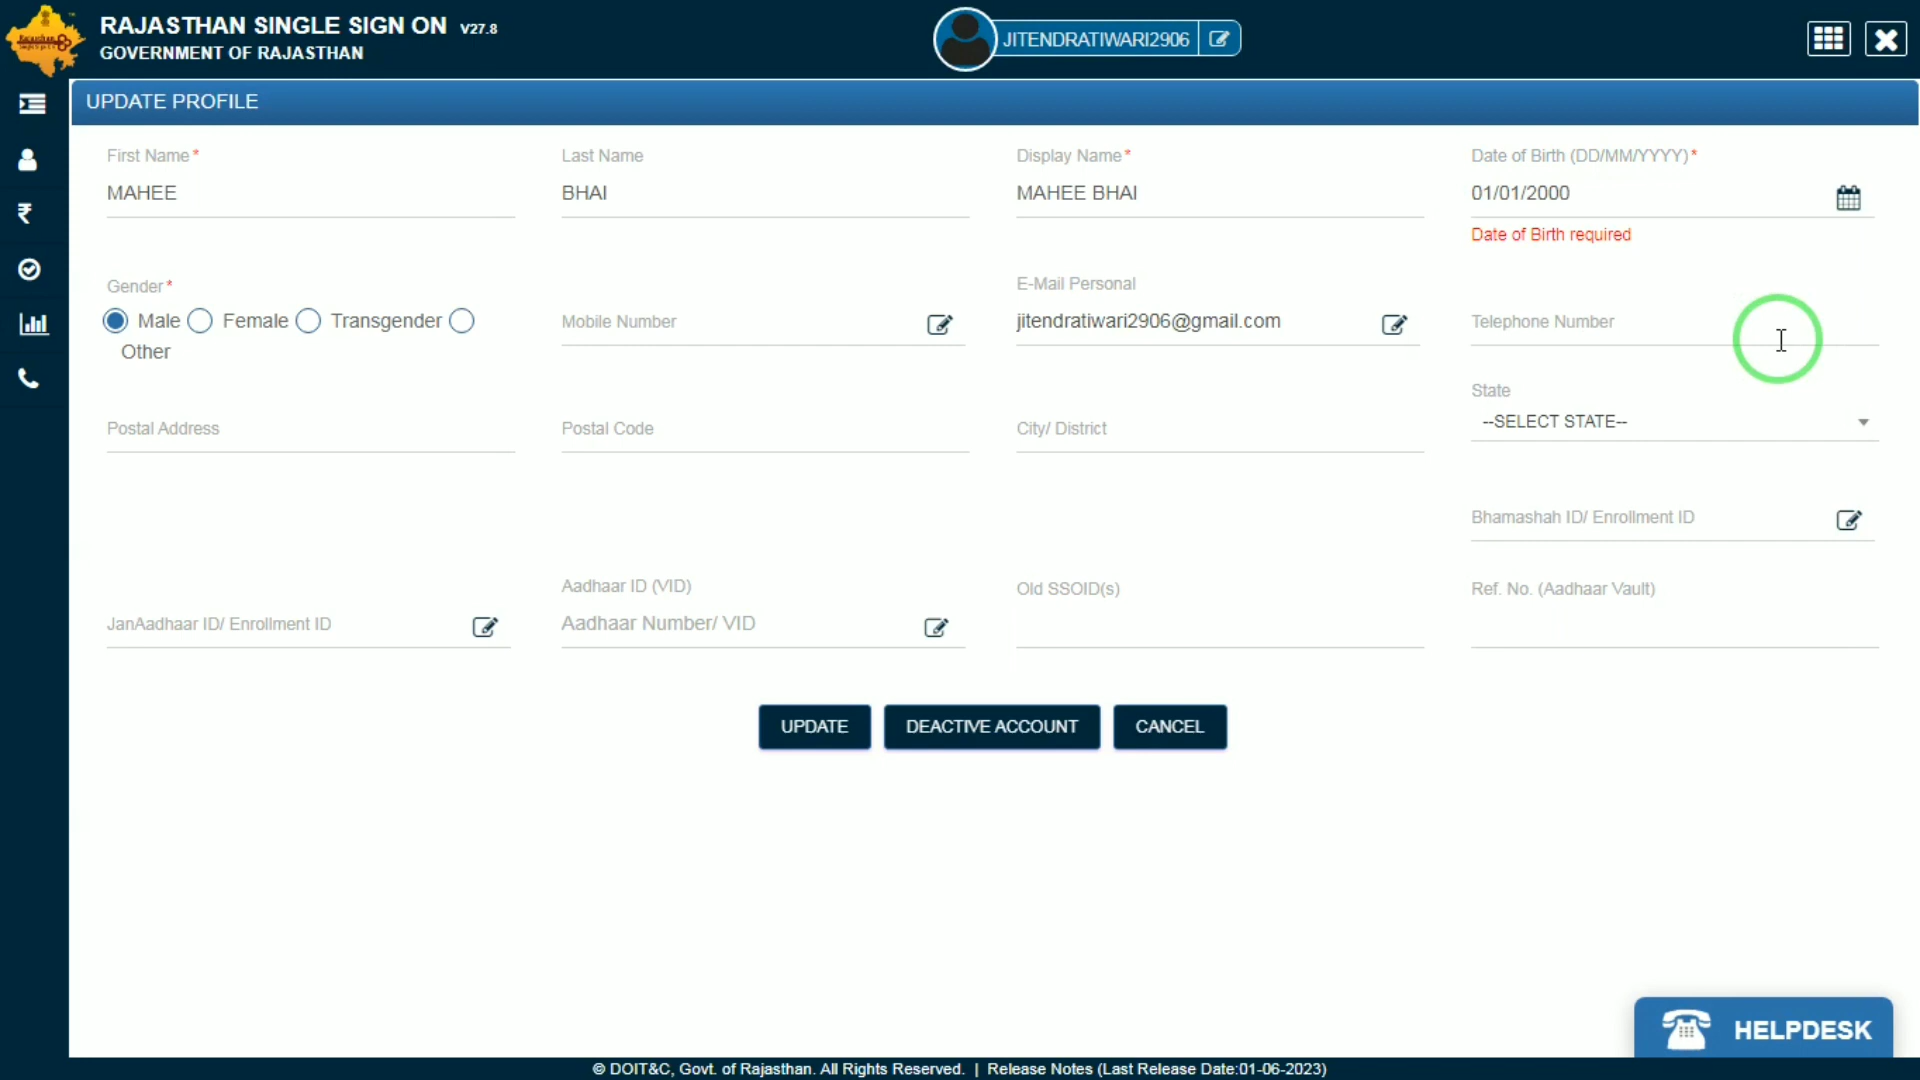 RAJASTHAN SINGLE SIGN ON V27.8
GOVERNMENT OF RAJASTHAN
JITENDRATIWARI2906
UPDATE PROFILE
First Name*
MAHEE
Last Name
BHAI
Display Name*
MAHEE BHAI
Date of Birth (DD/MM/YYYY)*
01/01/2000
Date of Birth required
Gender*
Male Female Transgender
Other
Mobile Number
E-Mail Personal
jitendratiwari2906@gmail.com
Telephone Number
Postal Address
Postal Code
City/ District
State
--SELECT STATE--
Bhamashah ID/ Enrollment ID
JanAadhaar ID/ Enrollment ID
Aadhaar ID (VID)
Aadhaar Number/ VID
Old SSOID(s)
Ref. No. (Aadhaar Vault)
UPDATE
DEACTIVE ACCOUNT
CANCEL
HELPDESK
© DOIT&C, Govt. of Rajasthan. All Rights Reserved. | Release Notes (Last Release Date:01-06-2023)